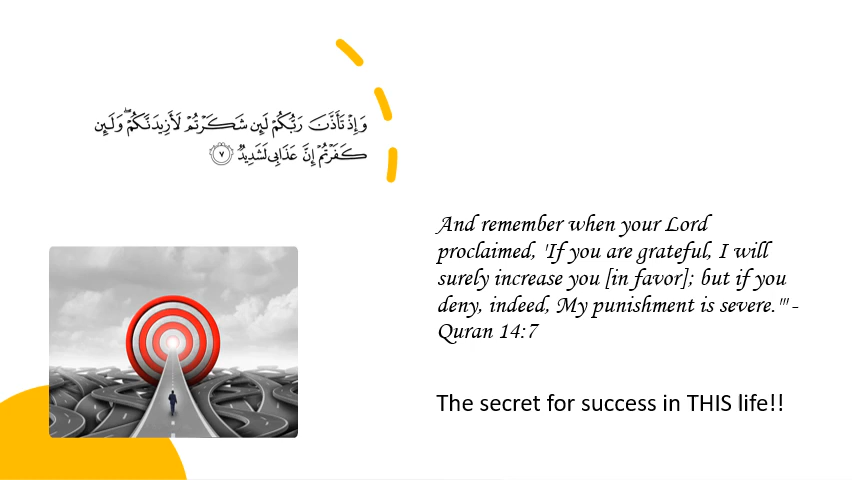 وَإِذْ تَأَذَّنَ رَبُّكُمْ لَئِن شَكَرْتُمْ لَأَزِيدَنَّكُمْ ۖ وَلَئِن
كَفَرْتُمْ إِنَّ عَذَابِي لَشَدِيدٌ ٧
And remember when your Lord
proclaimed, 'If you are grateful, I will
surely increase you [in favor]; but if you
deny, indeed, My punishment is severe.'" -
Quran 14:7
The secret for success in THIS life!!